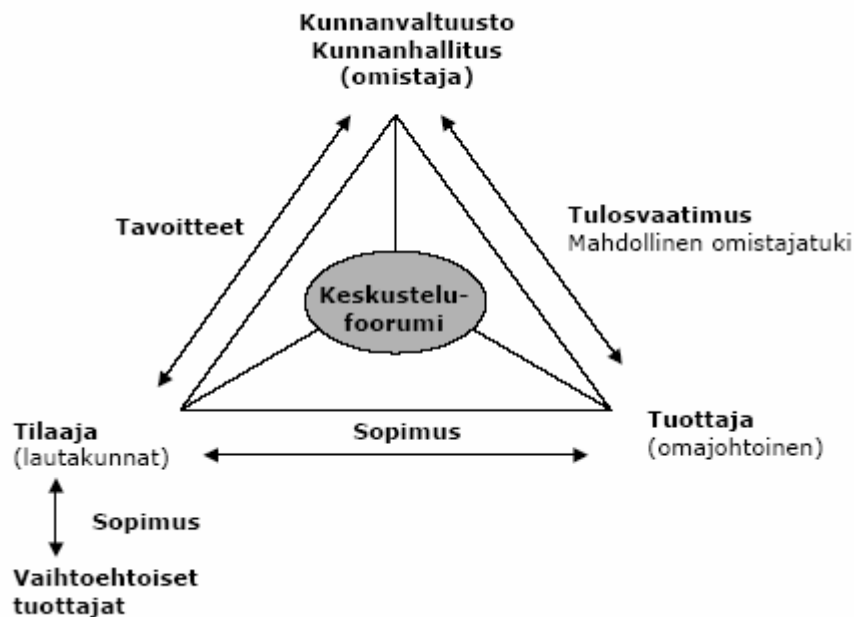 Kunnanvaltuusto
Kunnanhallitus
(omistaja)
Tavoitteet
Tulosvaatimus
Mahdollinen omistajatuki
Keskustelu-
foorumi
Tilaaja
(lautakunnat)
Sopimus
Tuottaja
(omajohtoinen)
Sopimus
Vaihtoehtoiset
tuottajat